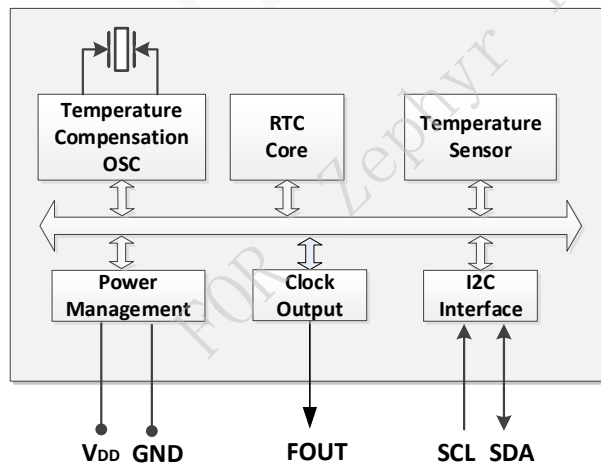 Temperature
Compensation
OSC
RTC
Core
Temperature
Sensor
Power
Management
Clock
Output
I2C
Interface
VDD GND
FOUT
SCL SDA
FOR Zephyr